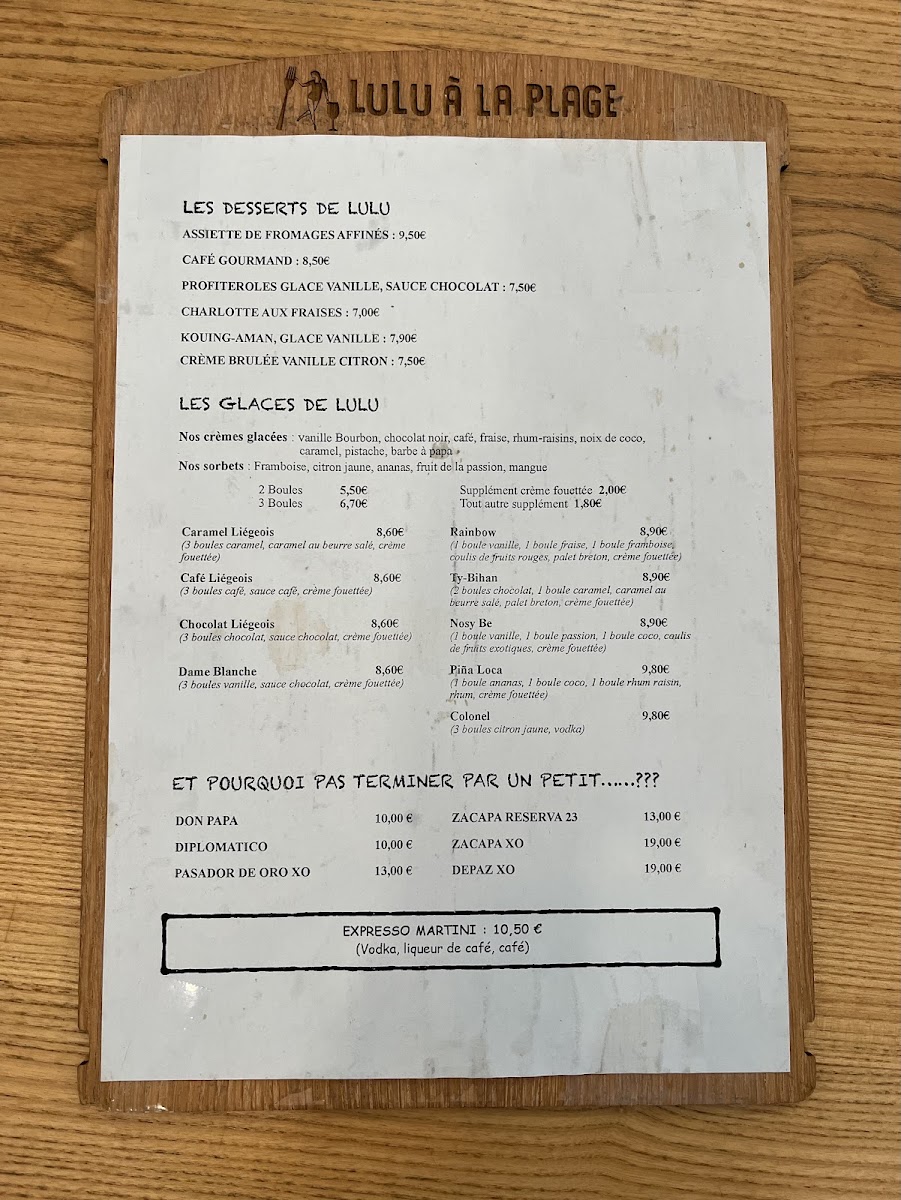 LULU À LA PLAGE
LES DESSERTS DE LULU
ASSIETTE DE FROMAGES AFFINÉS : 9,50€
CAFÉ GOURMAND : 8,50€
PROFITEROLES GLACE VANILLE, SAUCE CHOCOLAT : 7,50€
CHARLOTTE AUX FRAISES : 7,00€
KOUING-AMAN, GLACE VANILLE : 7,90€
CRÈME BRULÉE VANILLE CITRON : 7,50€
LES GLACES DE LULU
Nos crèmes glacées : vanille Bourbon, chocolat noir, café, fraise, rhum-raisins, noix de coco,
caramel, pistache, barbe à papa
Nos sorbets : Framboise, citron jaune, ananas, fruit de la passion, mangue
2 Boules 5,50€ Supplément crème fouettée 2,00€
3 Boules 6,70€ Tout autre supplément 1,80€
Caramel Liégeois 8,60€
(3 boules caramel, caramel au beurre salé, crème
fouettée)
Café Liégeois 8,60€
(3 boules café, sauce café, crème fouettée)
Chocolat Liégeois 8,60€
(3 boules chocolat, sauce chocolat, crème fouettée)
Dame Blanche 8,60€
(3 boules vanille, sauce chocolat, crème fouettée)
Rainbow 8,90€
(1 boule vanille, 1 boule fraise, 1 boule framboise,
coulis de fruits rouges, palet breton, crème fouettée)
Ty-Bihan 8,90€
(2 boules chocolat, 1 boule caramel, caramel au
beurre salé, palet breton, crème fouettée)
Nosy Be 8,90€
(1 boule vanille, 1 boule passion, 1 boule coco, coulis
de fruits exotiques, crème fouettée)
Piña Loca 9,80€
(1 boule ananas, 1 boule coco, 1 boule rhum raisin,
rhum, crème fouettée)
Colonel 9,80€
(3 boules citron jaune, vodka)
ET POURQUOI PAS TERMINER PAR UN PETIT......???
DON PAPA 10,00 € ZACAPA RESERVA 23 13,00 €
DIPLOMATICO 10,00 € ZACAPA XO 19,00 €
PASADOR DE ORO XO 13,00 € DEPAZ XO 19,00 €
EXPRESSO MARTINI : 10,50 €
(Vodka, liqueur de café, café)